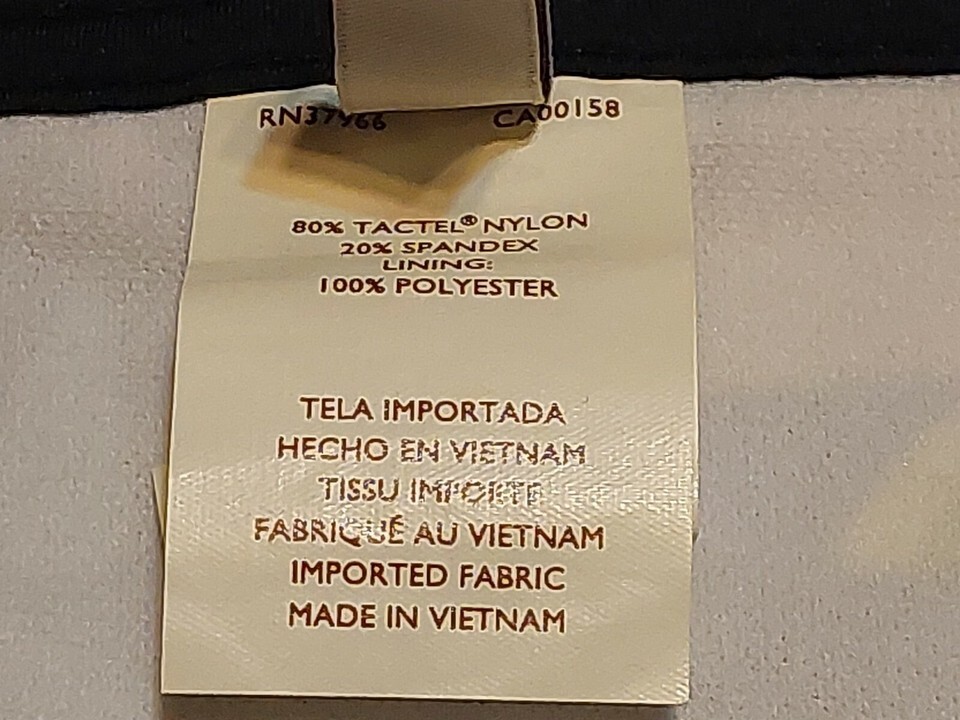 RN37966 CA00158
80% TACTEL® NYLON
20% SPANDEX
LINING:
100% POLYESTER
TELA IMPORTADA
HECHO EN VIETNAM
TISSU IMPORTÉ
FABRIQUÉ AU VIETNAM
IMPORTED FABRIC
MADE IN VIETNAM